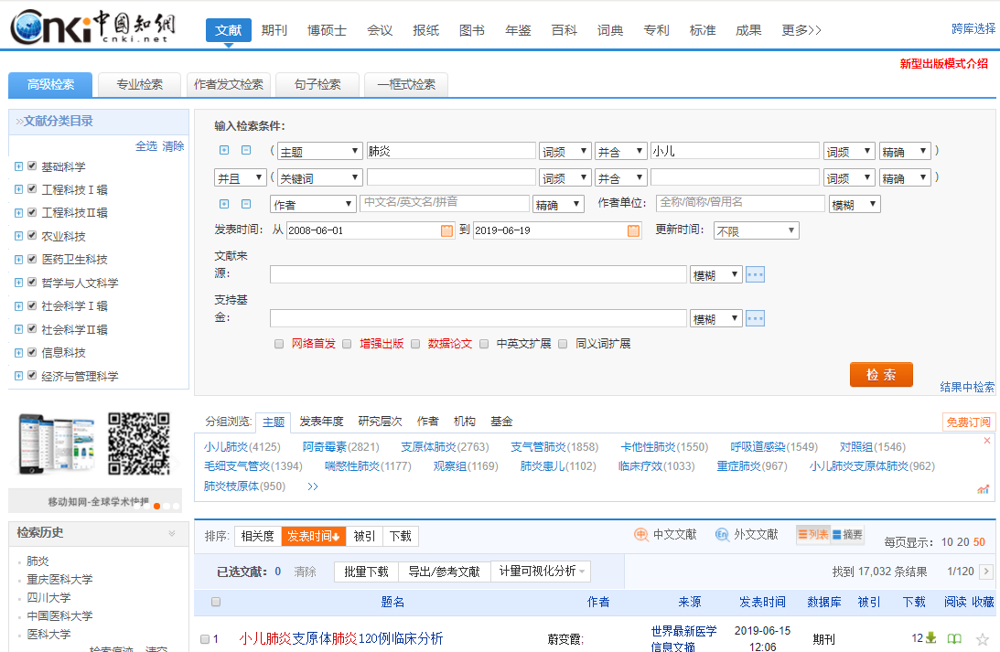 Cnki中國知網
cnki.net
文献 期刊 博硕士 会议 报纸 图书 年鉴 百科 词典 专利 标准 成果 更多>>
跨库选择
新型出版模式介绍
高级检索 专业检索 作者发文检索 句子检索 一框式检索
文献分类目录
全选 清除
基础科学
工程科技Ⅰ辑
工程科技Ⅱ辑
农业科技
医药卫生科技
哲学与人文科学
社会科学Ⅰ辑
社会科学Ⅱ辑
信息科技
经济与管理科学
输入检索条件：
( 主题 肺炎 词频 并含 小儿 词频 精确 )
并且 ( 关键词 词频 并含 词频 精确 )
作者 中文名/英文名/拼音 精确 作者单位： 全称/简称/曾用名 模糊
发表时间： 从 2008-06-01 到 2019-06-19 更新时间： 不限
文献来
源： 模糊
支持基
金： 模糊
网络首发 增强出版 数据论文 中英文扩展 同义词扩展
检 索
结果中检索
移动知网-全球学术快报
检索历史
肺炎
重庆医科大学
四川大学
中国医科大学
医科大学
检索痕迹 清空
分组浏览： 主题 发表年度 研究层次 作者 机构 基金
免费订阅
小儿肺炎(4125) 阿奇霉素(2821) 支原体肺炎(2763) 支气管肺炎(1858) 卡他性肺炎(1550) 呼吸道感染(1549) 对照组(1546)
毛细支气管炎(1394) 喘憋性肺炎(1177) 观察组(1169) 肺炎患儿(1102) 临床疗效(1033) 重症肺炎(967) 小儿肺炎支原体肺炎(962)
肺炎枝原体(950) >>
排序： 相关度 发表时间 被引 下载
中 中文文献 En 外文文献 列表 摘要 每页显示： 10 20 50
已选文献： 0 清除 批量下载 导出/参考文献 计量可视化分析
找到 17,032 条结果 1/120
题名 作者 来源 发表时间 数据库 被引 下载 阅读 收藏
1 小儿肺炎支原体肺炎120例临床分析 蔚变霞; 世界最新医学
信息文摘 2019-06-15
12:06 期刊 12